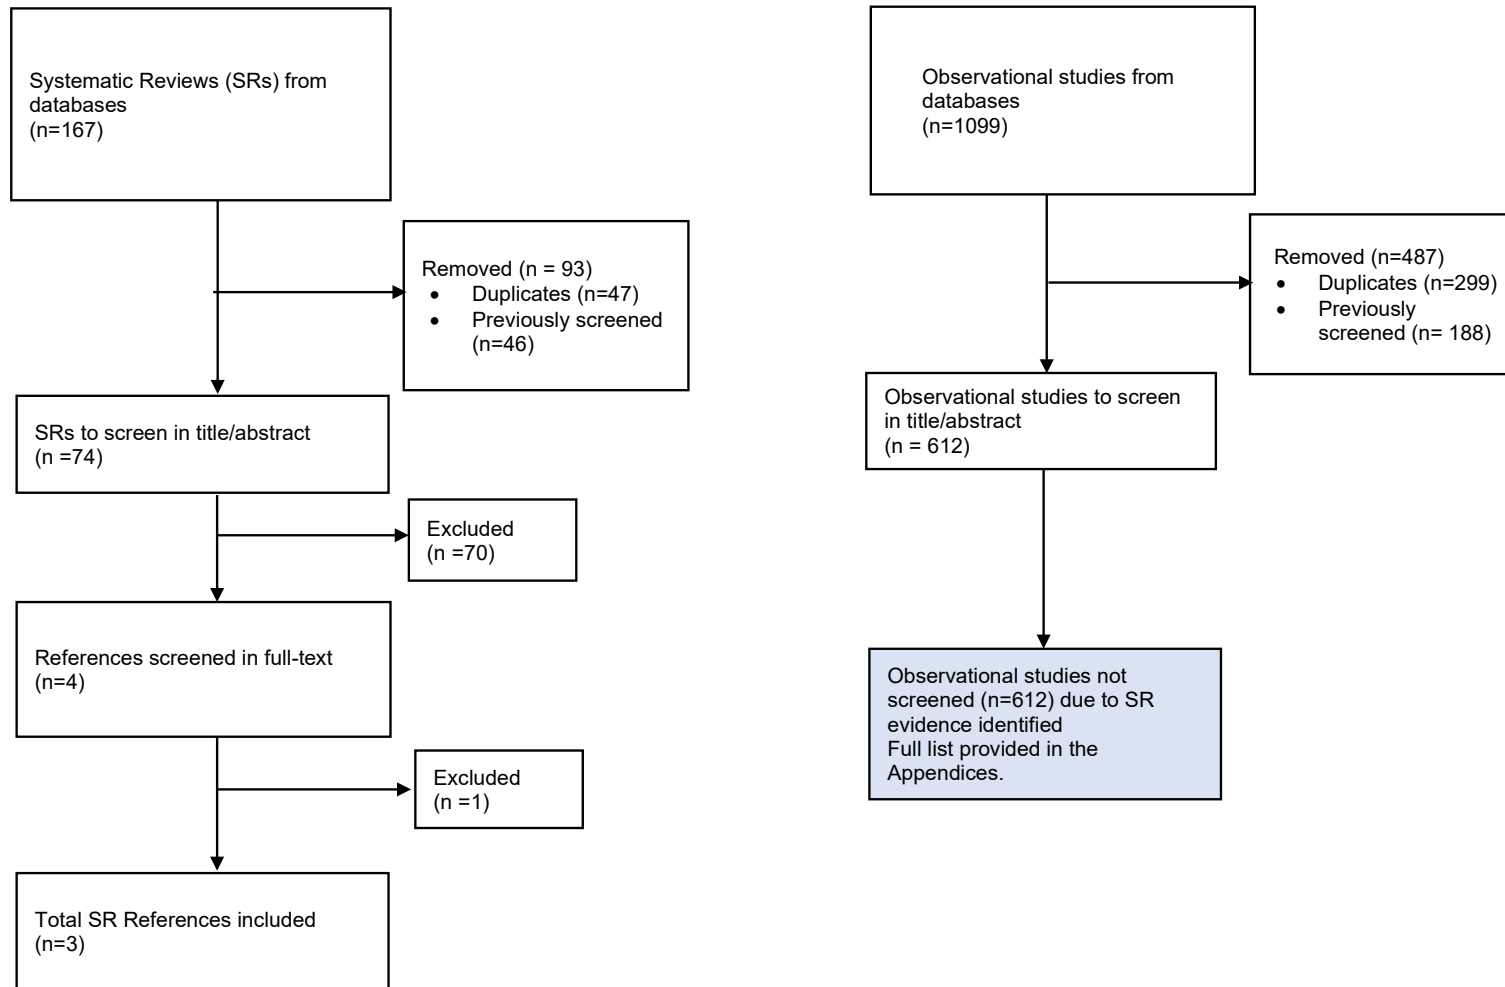 Systematic Reviews (SRs) from
databases
(n=167)
Removed (n = 93)
• Duplicates (n=47)
• Previously screened
(n=46)
SRs to screen in title/abstract
(n =74)
Excluded
(n =70)
References screened in full-text
(n=4)
Excluded
(n =1)
Total SR References included
(n=3)
Observational studies from
databases
(n=1099)
Removed (n=487)
• Duplicates (n=299)
• Previously
screened (n= 188)
Observational studies to screen
in title/abstract
(n = 612)
Observational studies not
screened (n=612) due to SR
evidence identified
Full list provided in the
Appendices.